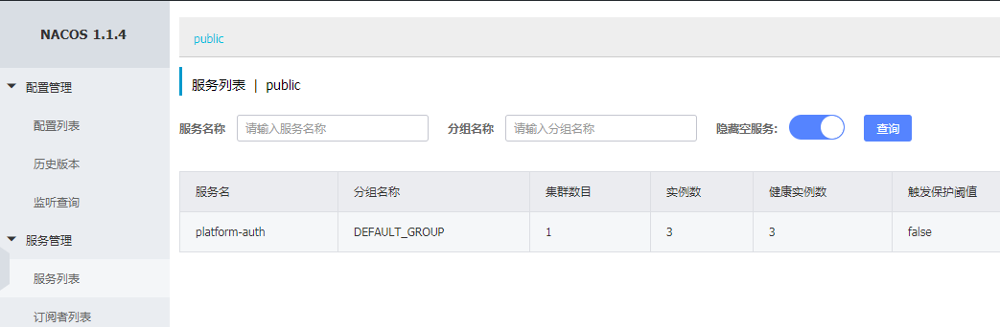 NACOS 1.1.4
配置管理
配置列表
历史版本
监听查询
服务管理
服务列表
订阅者列表
public
服务列表 | public
服务名称 请输入服务名称 分组名称 请输入分组名称 隐藏空服务: 查询
服务名 分组名称 集群数目 实例数 健康实例数 触发保护阈值
platform-auth DEFAULT_GROUP 1 3 3 false